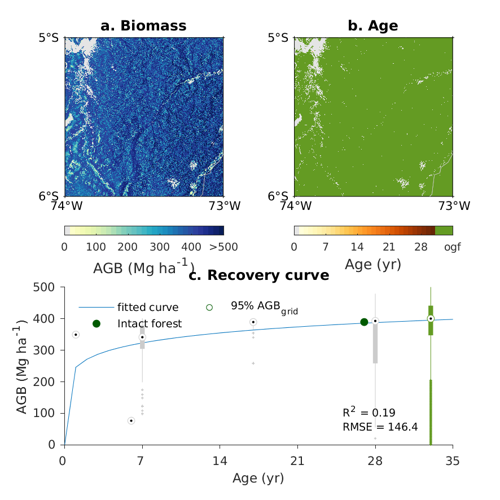 a. Biomass
b. Age
5°S
5°S
6°S
6°S
74°W 73°W
74°W 73°W
0 100 200 300 400 >500
0 7 14 21 28 ogf
AGB (Mg ha⁻¹)
Age (yr)
c. Recovery curve
500
400
300
200
100
0
AGB (Mg ha⁻¹)
fitted curve
95% AGBgrid
Intact forest
R² = 0.19
RMSE = 146.4
0 7 14 21 28 35
Age (yr)